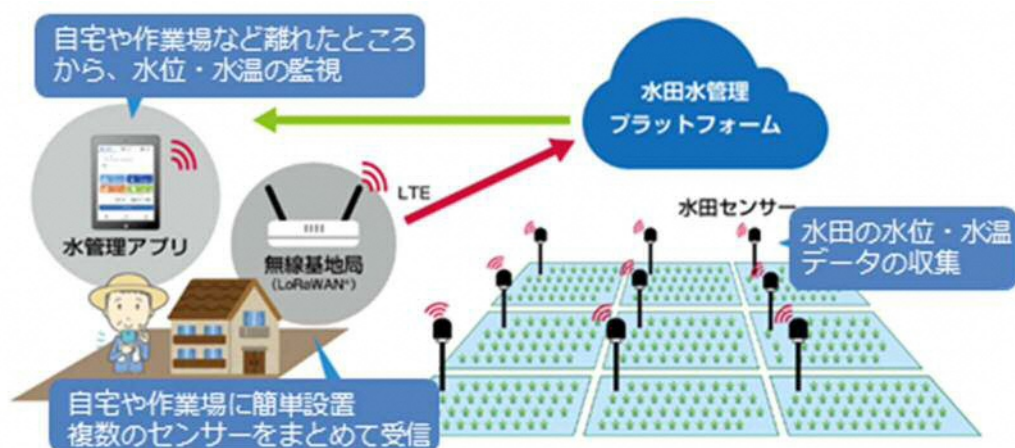 自宅や作業場など離れたところ
から、水位・水温の監視
水田水管理
プラットフォーム
LTE
水管理アプリ
無線基地局
(LoRaWAN®)
水田センサー
水田の水位・水温
データの収集
自宅や作業場に簡単設置
複数のセンサーをまとめて受信